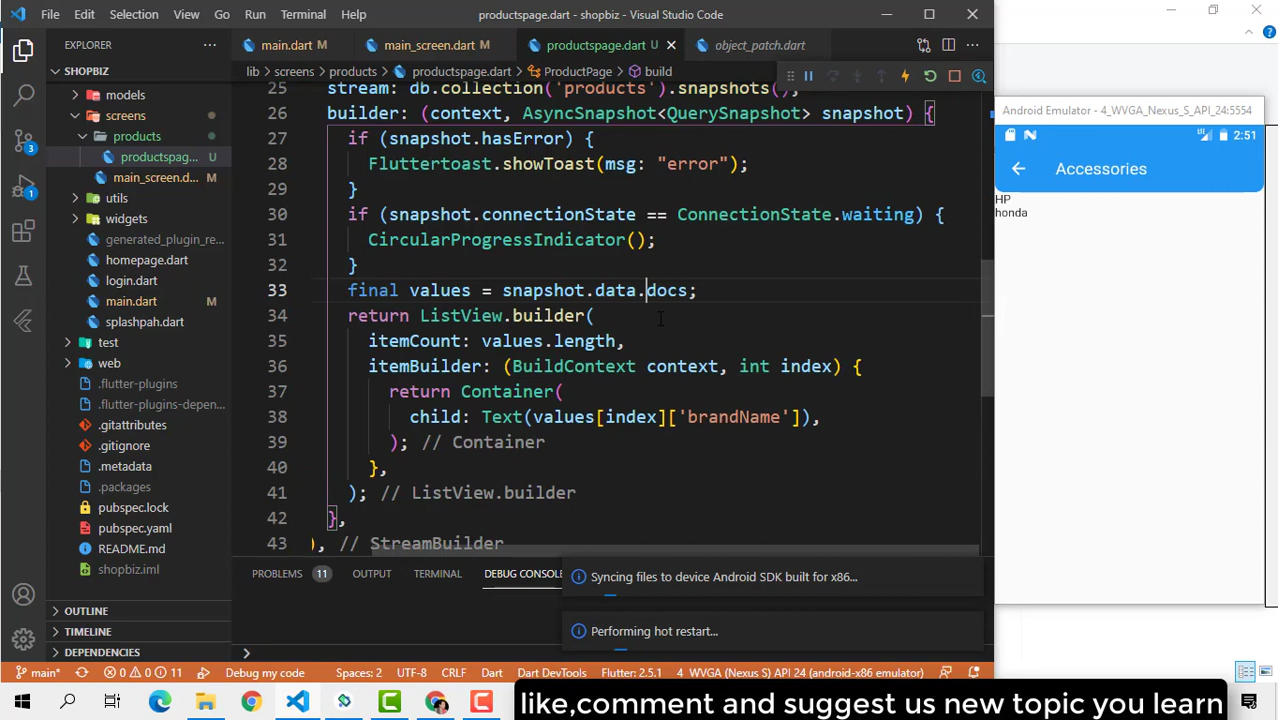 File Edit Selection View Go Run Terminal Help productspage.dart - shopbiz - Visual Studio Code
EXPLORER ...
main.dart M main_screen.dart M productspage.dart U object_patch.dart
SHOPBIZ
lib > screens > products > productspage.dart > ProductPage > build
models
screens
products
productspag... U
main_screen.d... M
utils
widgets
generated_plugin_re...
homepage.dart
login.dart
main.dart M
splashpah.dart
test
web
.flutter-plugins
.flutter-plugins-depen...
.gitattributes
.gitignore
.metadata
.packages
pubspec.lock
pubspec.yaml
README.md
shopbiz.iml
OUTLINE
TIMELINE
DEPENDENCIES
3
1
25 stream: db.collection('products').snapshots(),
26 builder: (context, AsyncSnapshot<QuerySnapshot> snapshot) {
27 if (snapshot.hasError) {
28 Fluttertoast.showToast(msg: "error");
29 }
30 if (snapshot.connectionState == ConnectionState.waiting) {
31 CircularProgressIndicator();
32 }
33 final values = snapshot.data.docs;
34 return ListView.builder(
35 itemCount: values.length,
36 itemBuilder: (BuildContext context, int index) {
37 return Container(
38 child: Text(values[index]['brandName']),
39 ); // Container
40 },
41 ); // ListView.builder
42 },
43 ), // StreamBuilder
PROBLEMS 11 OUTPUT TERMINAL DEBUG CONSOLE
Syncing files to device Android SDK built for x86...
Performing hot restart...
main* 0 0 11 Debug my code Spaces: 2 UTF-8 CRLF Dart Dart DevTools Flutter: 2.5.1 4_WVGA (Nexus S) API_24 (android-x86 emulator)
Android Emulator - 4_WVGA_Nexus_S_API_24:5554
2:51
Accessories
HP
honda
like,comment and suggest us new topic you learn